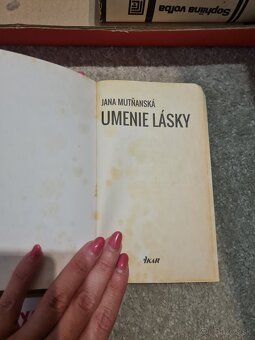 Sophiina voľba
JANA MUTŇANSKÁ
UMENIE LÁSKY
IKAR